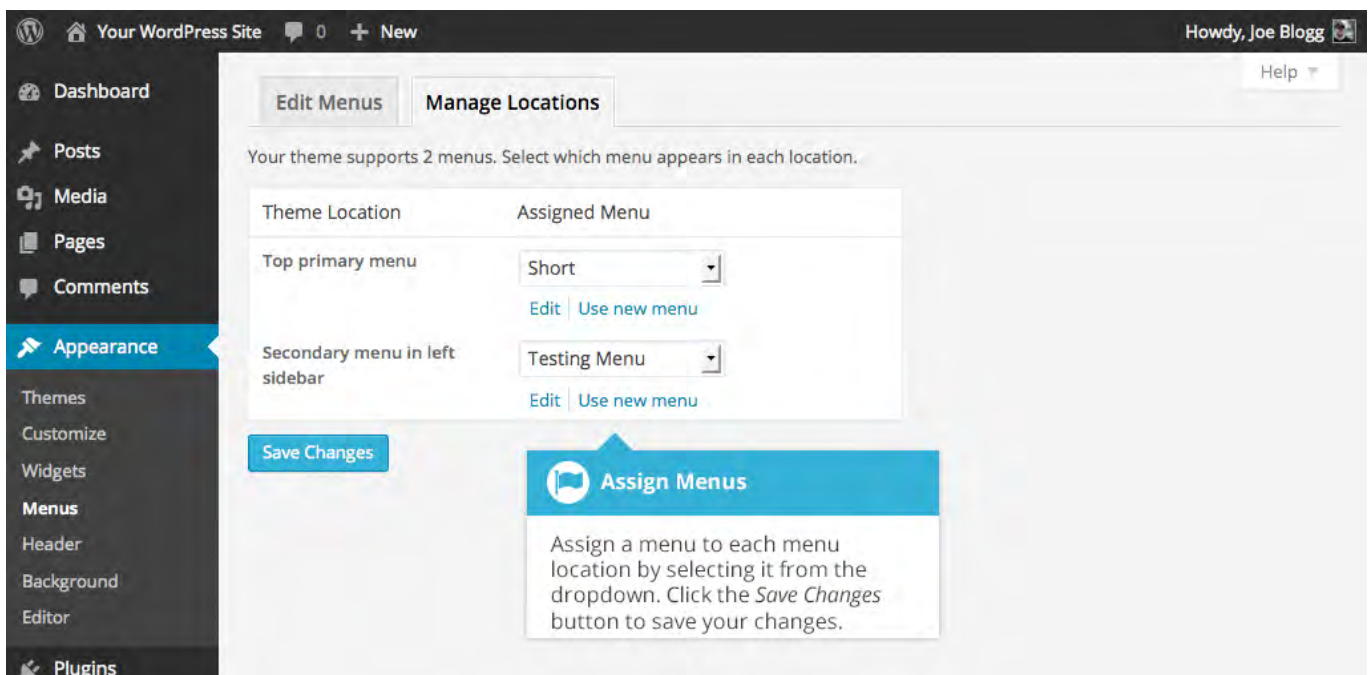 Your WordPress Site 0 + New Howdy, Joe Blogg
Help
Dashboard
Posts
Media
Pages
Comments
Appearance
Themes
Customize
Widgets
Menus
Header
Background
Editor
Plugins
Edit Menus Manage Locations
Your theme supports 2 menus. Select which menu appears in each location.
Theme Location Assigned Menu
Top primary menu Short
Edit Use new menu
Secondary menu in left
sidebar
Testing Menu
Edit Use new menu
Save Changes
Assign Menus
Assign a menu to each menu
location by selecting it from the
dropdown. Click the Save Changes
button to save your changes.